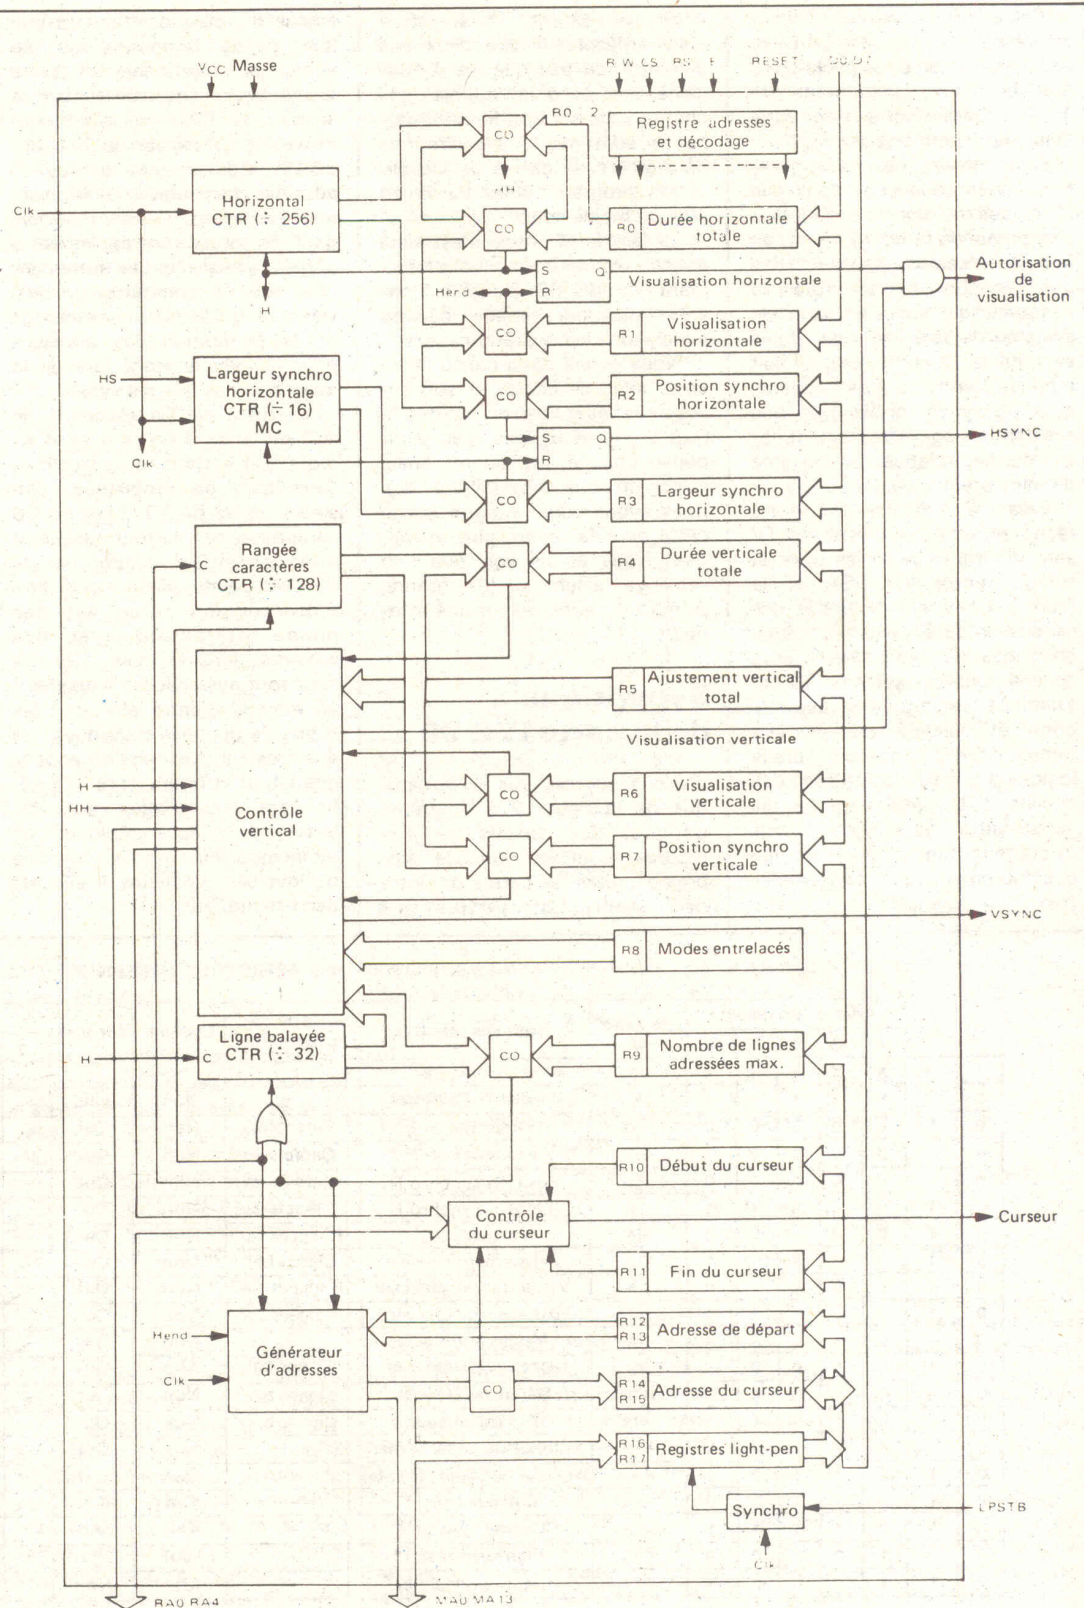 Vcc Masse
R W CS RS E RESET D0, D7
R0 2
Registre adresses
et décodage
CO
HH
Clk
Horizontal
CTR (÷ 256)
CO
R0 Durée horizontale
totale
H
S Q
R
Visualisation horizontale
Autorisation
de
visualisation
Hend
CO
R1 Visualisation
horizontale
HS
Largeur synchro
horizontale
CTR (÷ 16)
MC
CO
R2 Position synchro
horizontale
Clk
S Q
R
HSYNC
CO
R3 Largeur synchro
horizontale
C
Rangée
caractères
CTR (÷ 128)
CO
R4 Durée verticale
totale
R5 Ajustement vertical
total
Visualisation verticale
H
HH
Contrôle
vertical
CO
R6 Visualisation
verticale
CO
R7 Position synchro
verticale
VSYNC
R8 Modes entrelacés
H
C
Ligne balayée
CTR (÷ 32)
CO
R9 Nombre de lignes
adressées max.
R10 Début du curseur
Contrôle
du curseur
Curseur
R11 Fin du curseur
R12
R13
Adresse de départ
Hend
Clk
Générateur
d'adresses
CO
R14
R15
Adresse du curseur
R16
R17
Registres light-pen
Synchro
LPSTB
Clk
RA0 RA4
MA0 MA13